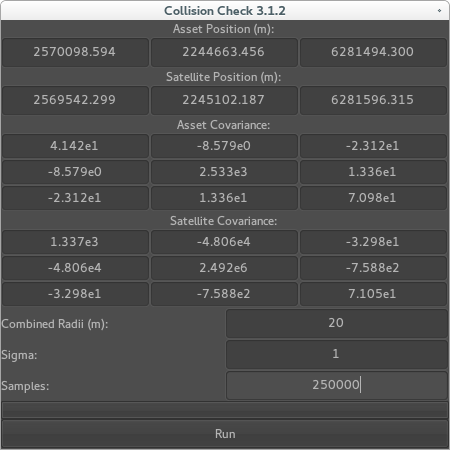 Collision Check 3.1.2
Asset Position (m):
2570098.594 2244663.456 6281494.300
Satellite Position (m):
2569542.299 2245102.187 6281596.315
Asset Covariance:
4.142e1 -8.579e0 -2.312e1
-8.579e0 2.533e3 1.336e1
-2.312e1 1.336e1 7.098e1
Satellite Covariance:
1.337e3 -4.806e4 -3.298e1
-4.806e4 2.492e6 -7.588e2
-3.298e1 -7.588e2 7.105e1
Combined Radii (m): 20
Sigma: 1
Samples: 250000
Run